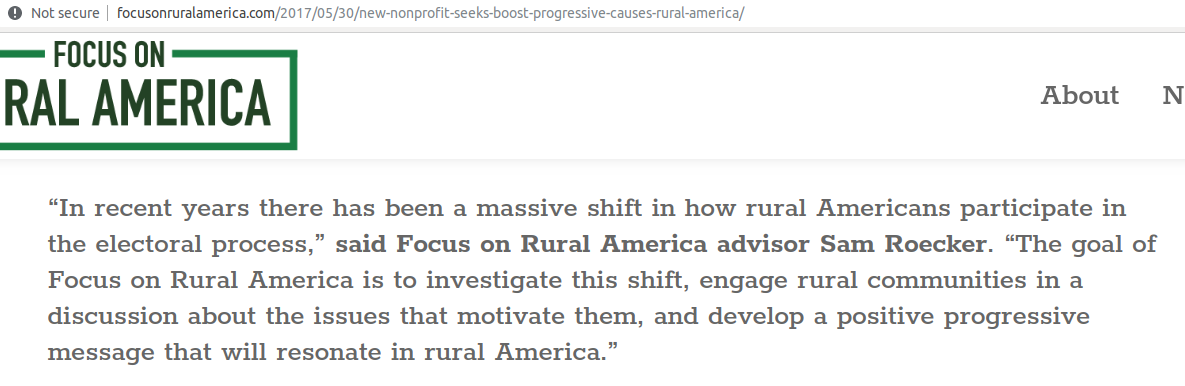 Not secure focusonruralamerica.com/2017/05/30/new-nonprofit-seeks-boost-progressive-causes-rural-america/
FOCUS ON
RAL AMERICA
About N
“In recent years there has been a massive shift in how rural Americans participate in
the electoral process,” said Focus on Rural America advisor Sam Roecker. “The goal of
Focus on Rural America is to investigate this shift, engage rural communities in a
discussion about the issues that motivate them, and develop a positive progressive
message that will resonate in rural America.”